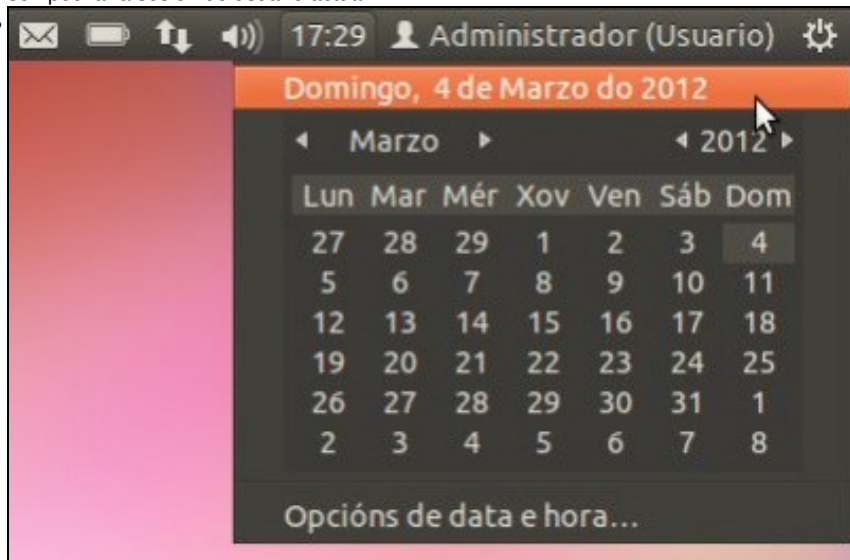 17:29 Administrador (Usuario)
Domingo, 4 de Marzo do 2012
Marzo 2012
Lun Mar Mér Xov Ven Sáb Dom
27 28 29 1 2 3 4
5 6 7 8 9 10 11
12 13 14 15 16 17 18
19 20 21 22 23 24 25
26 27 28 29 30 31 1
2 3 4 5 6 7 8
Opcións de data e hora...